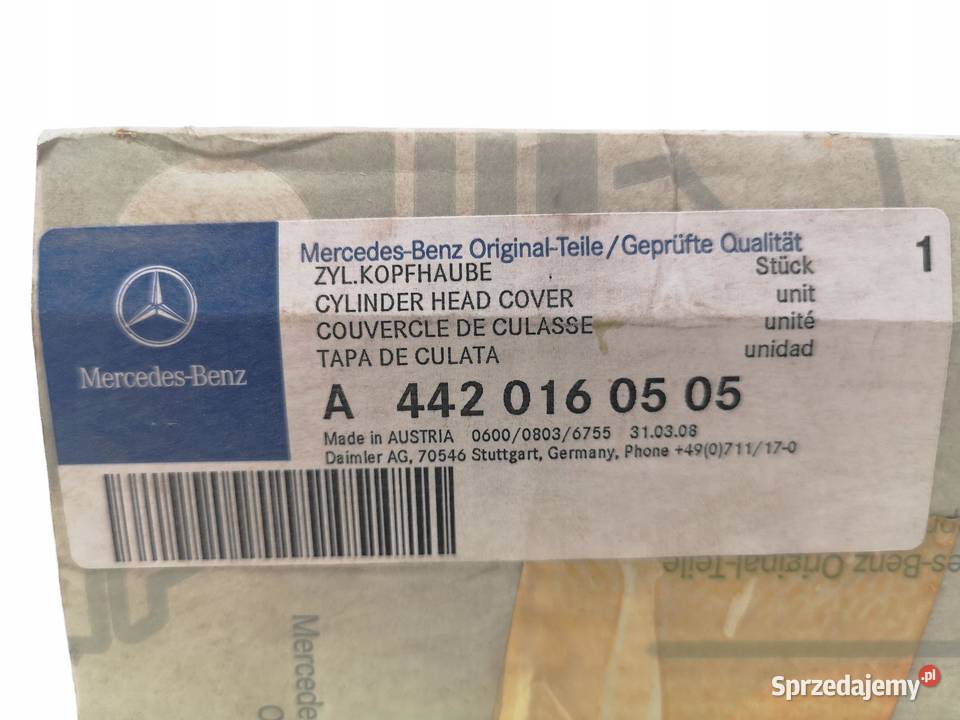 Mercedes-Benz Original-Teile/Geprüfte Qualität 1
ZYL.KOPFHAUBE Stück
CYLINDER HEAD COVER unit
COUVERCLE DE CULASSE unité
TAPA DE CULATA unidad
Mercedes-Benz
A 442 016 05 05
Made in AUSTRIA 0600/0803/6755 31.03.08
Daimler AG, 70546 Stuttgart, Germany, Phone +49(0)711/17-0
es-Benz Original-Teile
Mercede
Sprzedajemy.pl